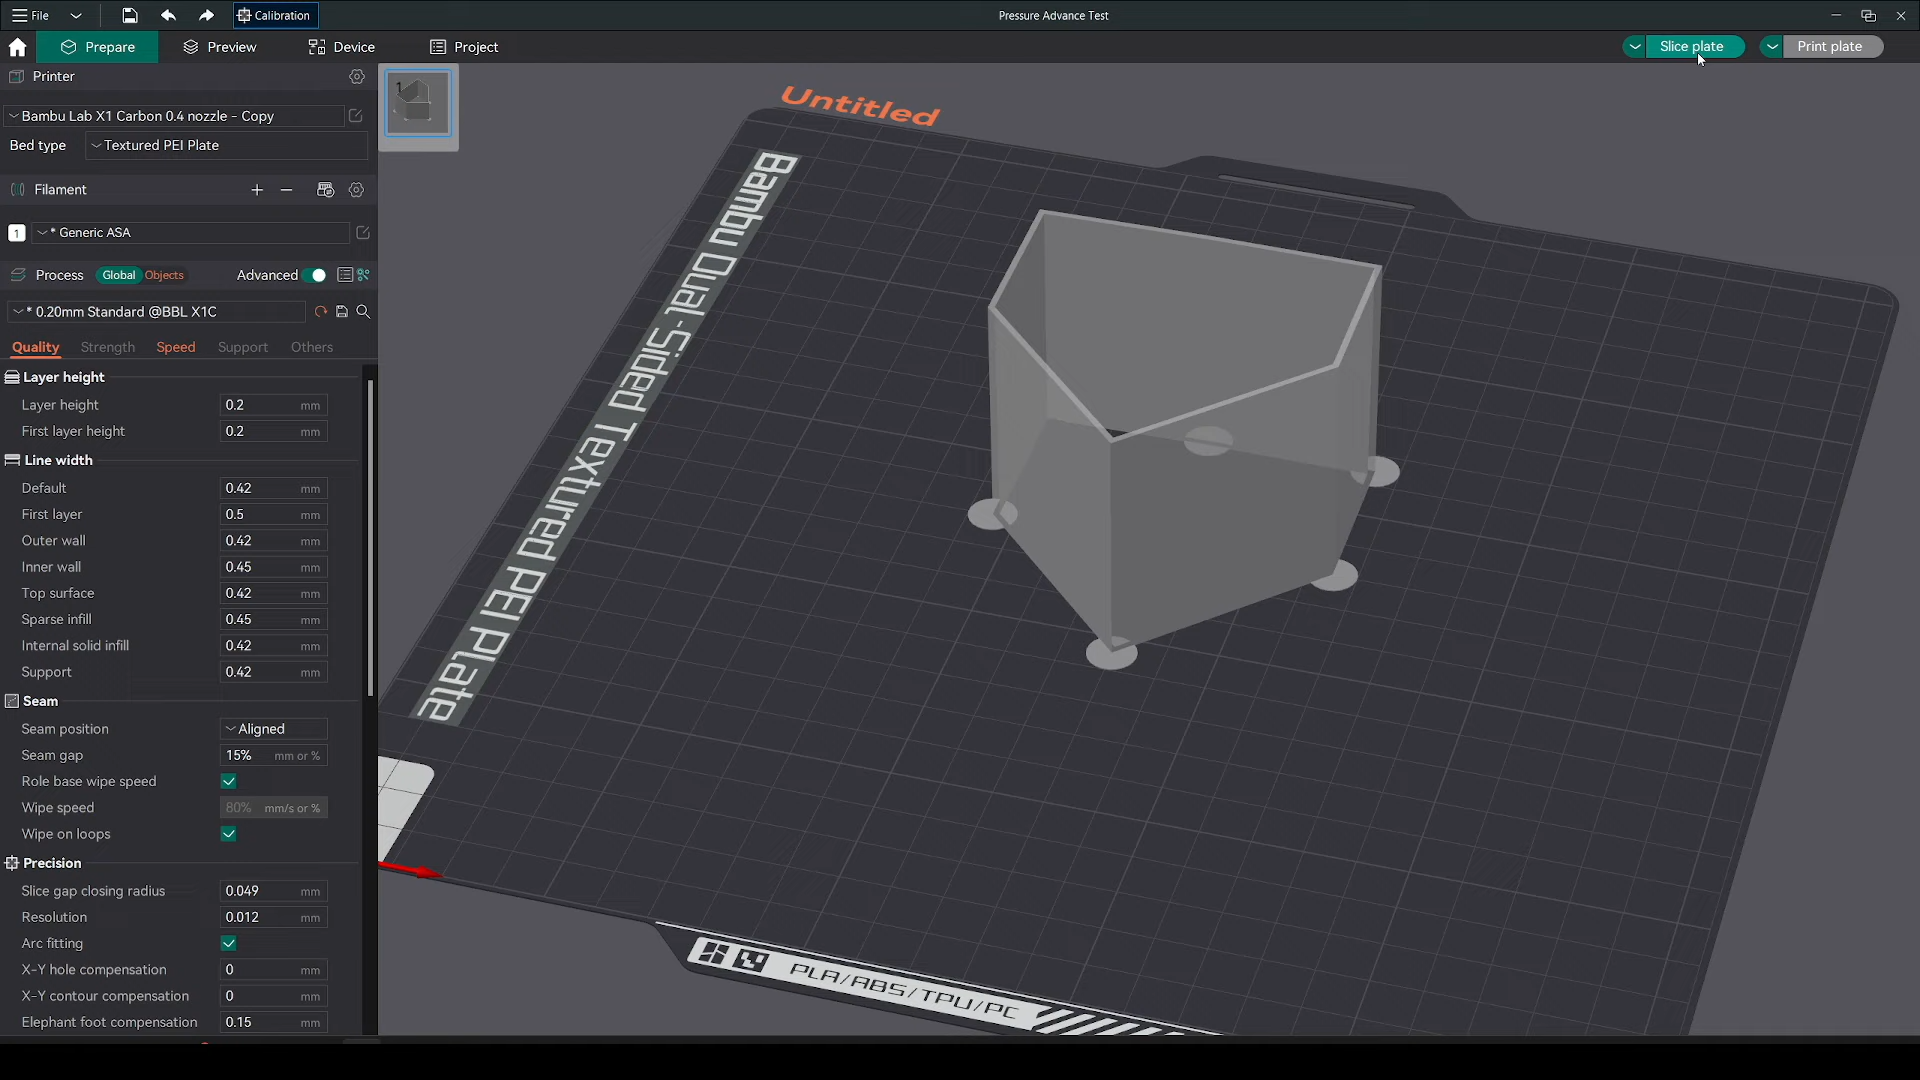 File
Calibration
Pressure Advance Test
Prepare
Preview
Device
Project
Slice plate
Print plate
Printer
Bambu Lab X1 Carbon 0.4 nozzle - Copy
Bed type
Textured PEI Plate
Filament
1
* Generic ASA
Process
Global
Objects
Advanced
* 0.20mm Standard @BBL X1C
Quality
Strength
Speed
Support
Others
Layer height
Layer height 0.2 mm
First layer height 0.2 mm
Line width
Default 0.42 mm
First layer 0.5 mm
Outer wall 0.42 mm
Inner wall 0.45 mm
Top surface 0.42 mm
Sparse infill 0.45 mm
Internal solid infill 0.42 mm
Support 0.42 mm
Seam
Seam position Aligned
Seam gap 15% mm or %
Role base wipe speed
Wipe speed 80% mm/s or %
Wipe on loops
Precision
Slice gap closing radius 0.049 mm
Resolution 0.012 mm
Arc fitting
X-Y hole compensation 0 mm
X-Y contour compensation 0 mm
Elephant foot compensation 0.15 mm
1
Untitled
Bambu Dual-Sided Textured PEI Plate
PLA/ABS/TPU/PC